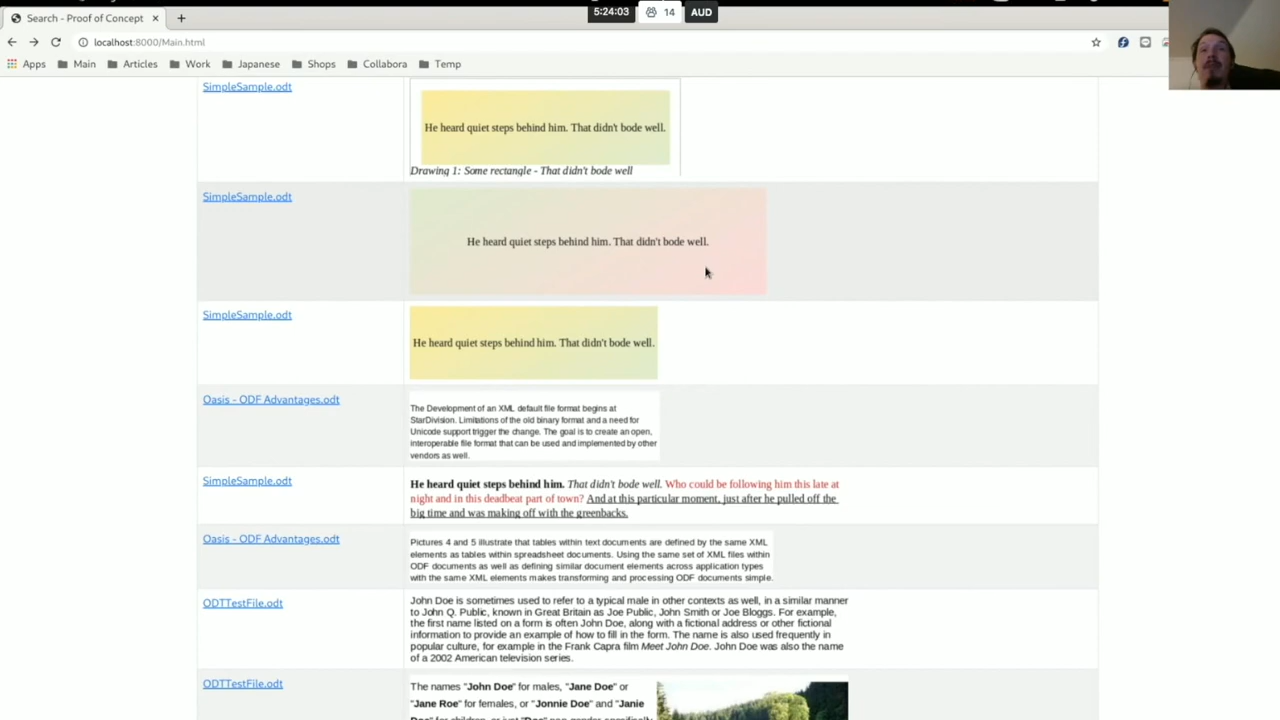 5:24:03
14
AUD
Search - Proof of Concept
localhost:8000/Main.html
Apps
Main
Articles
Work
Japanese
Shops
Collabora
Temp
SimpleSample.odt
He heard quiet steps behind him. That didn't bode well.
Drawing 1: Some rectangle - That didn't bode well
SimpleSample.odt
He heard quiet steps behind him. That didn't bode well.
SimpleSample.odt
He heard quiet steps behind him. That didn't bode well.
Oasis - ODF Advantages.odt
The Development of an XML default file format begins at
StarDivision. Limitations of the old binary format and a need for
Unicode support trigger the change. The goal is to create an open,
interoperable file format that can be used and implemented by other
vendors as well.
SimpleSample.odt
He heard quiet steps behind him. That didn't bode well. Who could be following him this late at
night and in this deadbeat part of town? And at this particular moment, just after he pulled off the
big time and was making off with the greenbacks.
Oasis - ODF Advantages.odt
Pictures 4 and 5 illustrate that tables within text documents are defined by the same XML
elements as tables within spreadsheet documents. Using the same set of XML files within
ODF documents as well as defining similar document elements across application types
with the same XML elements makes transforming and processing ODF documents simple.
ODTTestFile.odt
John Doe is sometimes used to refer to a typical male in other contexts as well, in a similar manner
to John Q. Public, known in Great Britain as Joe Public, John Smith or Joe Bloggs. For example,
the first name listed on a form is often John Doe, along with a fictional address or other fictional
information to provide an example of how to fill in the form. The name is also used frequently in
popular culture, for example in the Frank Capra film Meet John Doe. John Doe was also the name
of a 2002 American television series.
ODTTestFile.odt
The names "John Doe" for males, "Jane Doe" or
"Jane Roe" for females, or "Jonnie Doe" and "Janie